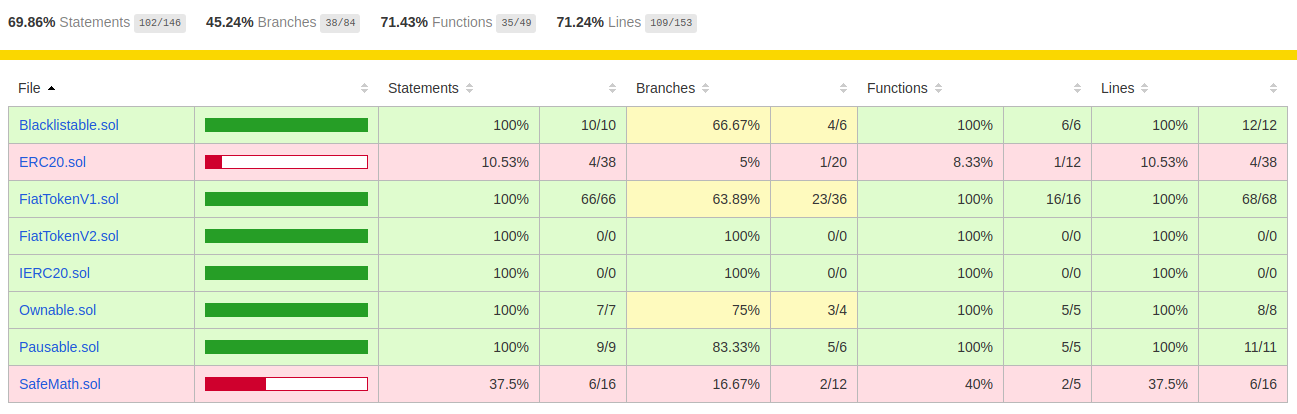 69.86% Statements 102/146 45.24% Branches 38/84 71.43% Functions 35/49 71.24% Lines 109/153
File Statements Branches Functions Lines
Blacklistable.sol 100% 10/10 66.67% 4/6 100% 6/6 100% 12/12
ERC20.sol 10.53% 4/38 5% 1/20 8.33% 1/12 10.53% 4/38
FiatTokenV1.sol 100% 66/66 63.89% 23/36 100% 16/16 100% 68/68
FiatTokenV2.sol 100% 0/0 100% 0/0 100% 0/0 100% 0/0
IERC20.sol 100% 0/0 100% 0/0 100% 0/0 100% 0/0
Ownable.sol 100% 7/7 75% 3/4 100% 5/5 100% 8/8
Pausable.sol 100% 9/9 83.33% 5/6 100% 5/5 100% 11/11
SafeMath.sol 37.5% 6/16 16.67% 2/12 40% 2/5 37.5% 6/16